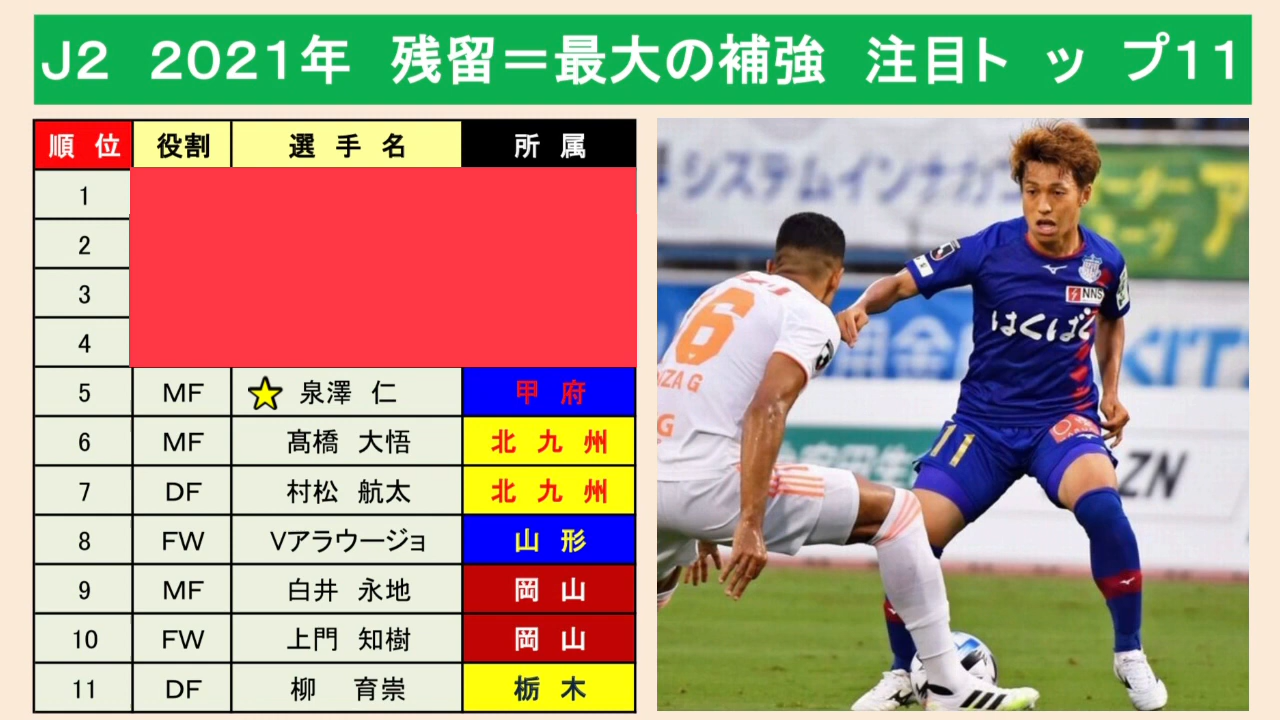 J2 2021年 残留＝最大の補強 注目トップ11
順位 役割 選手名 所属
1
2
3
4
5 MF 泉澤 仁 甲府
6 MF 髙橋 大悟 北九州
7 DF 村松 航太 北九州
8 FW Vアラウージョ 山形
9 MF 白井 永地 岡山
10 FW 上門 知樹 岡山
11 DF 柳 育崇 栃木
システムインナカゴ
NNS
はくばく
6
11